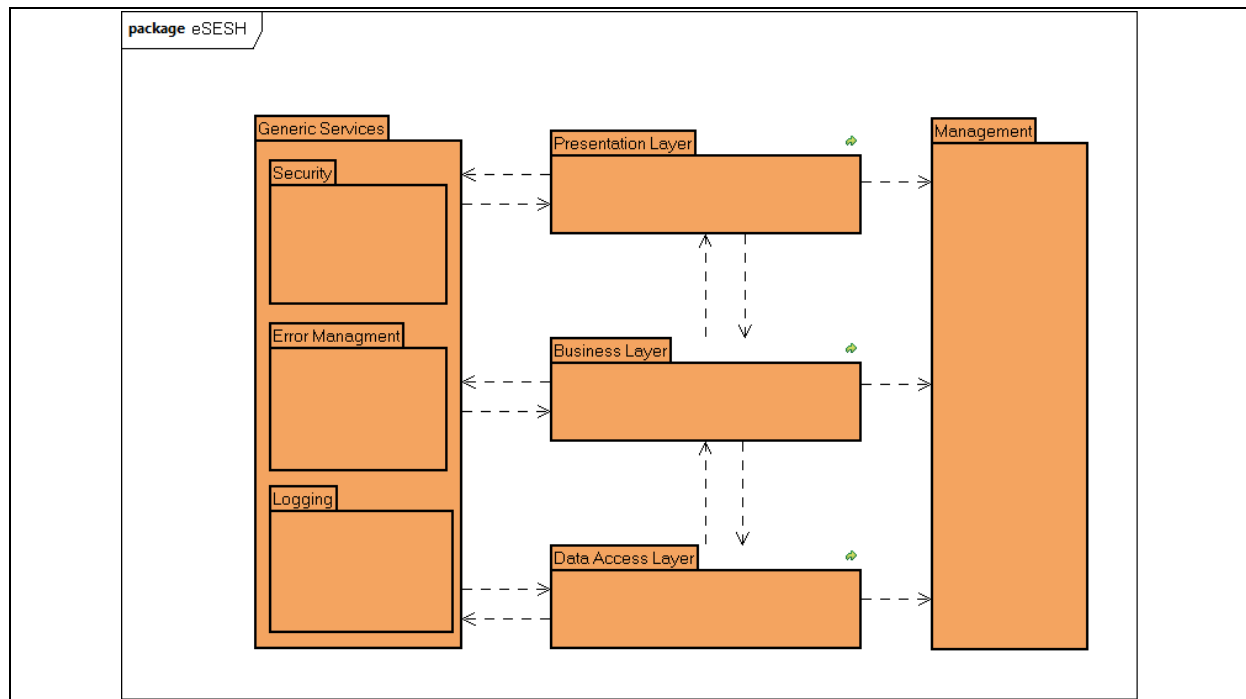 package eSESH
Generic Services
Presentation Layer
Management
Security
Error Managment
Business Layer
Logging
Data Access Layer